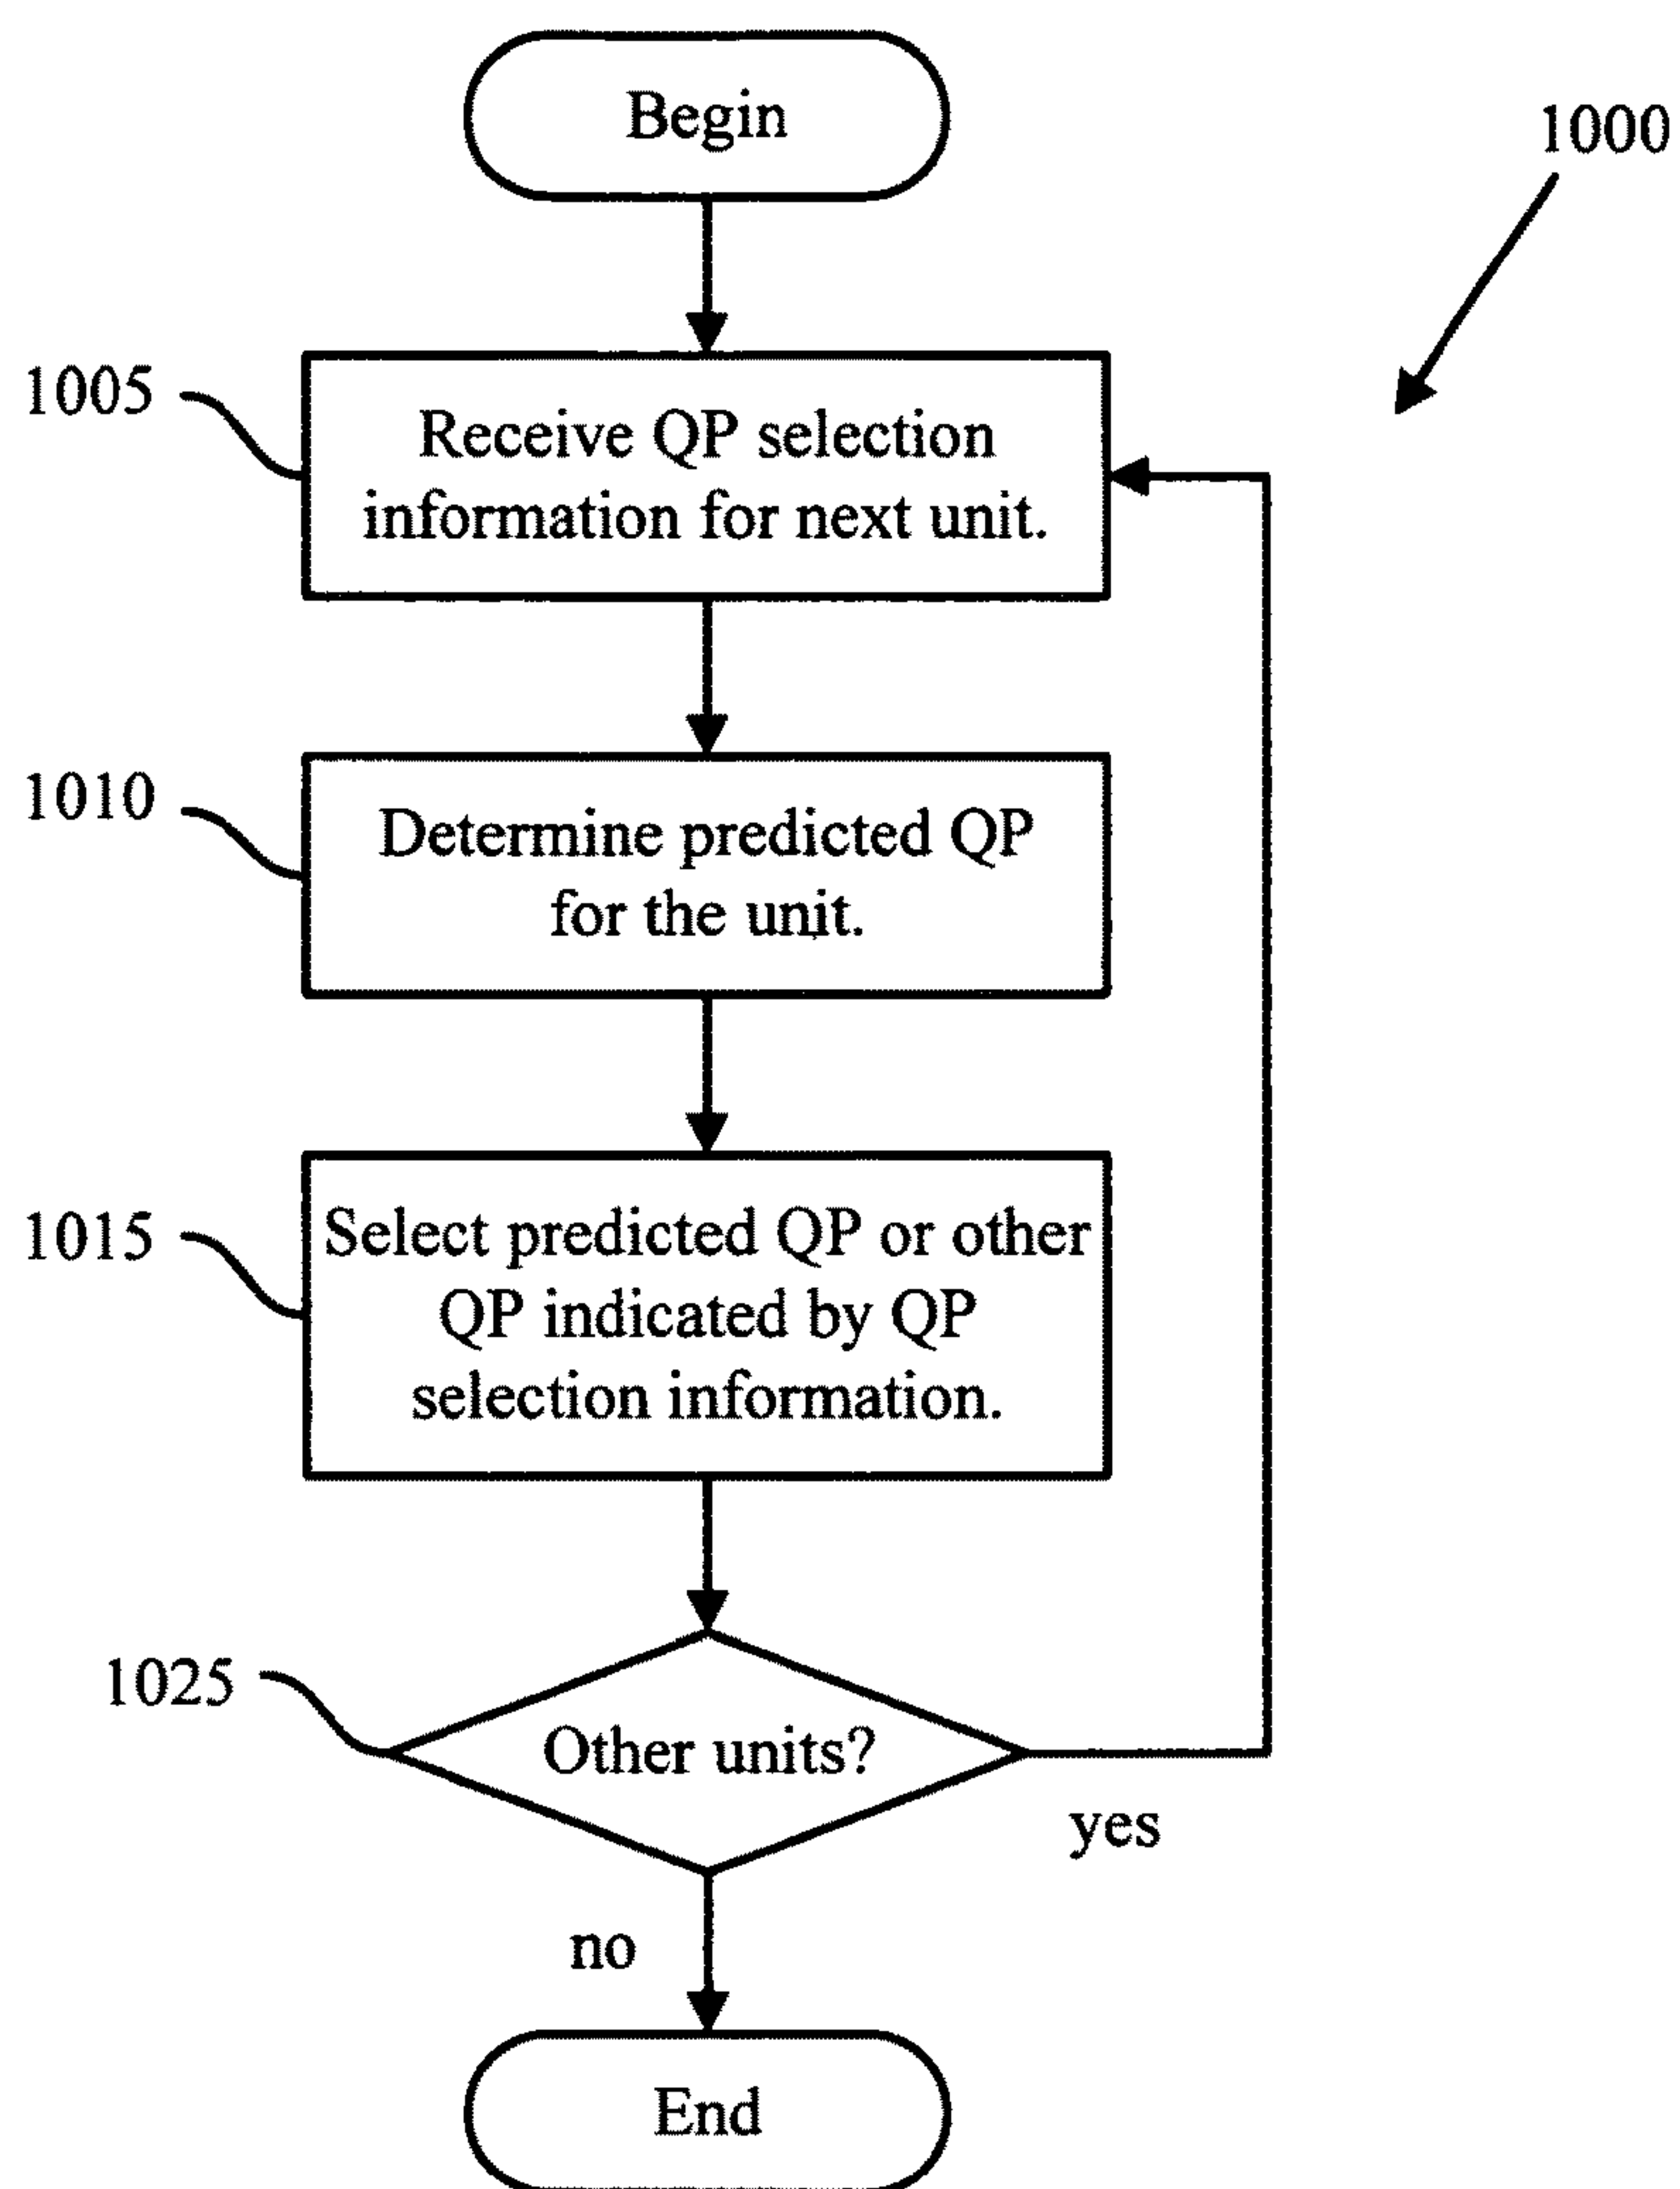 Begin
1000
1005
Receive QP selection
information for next unit.
1010
Determine predicted QP
for the unit.
1015
Select predicted QP or other
QP indicated by QP
selection information.
1025
Other units?
yes
no
End